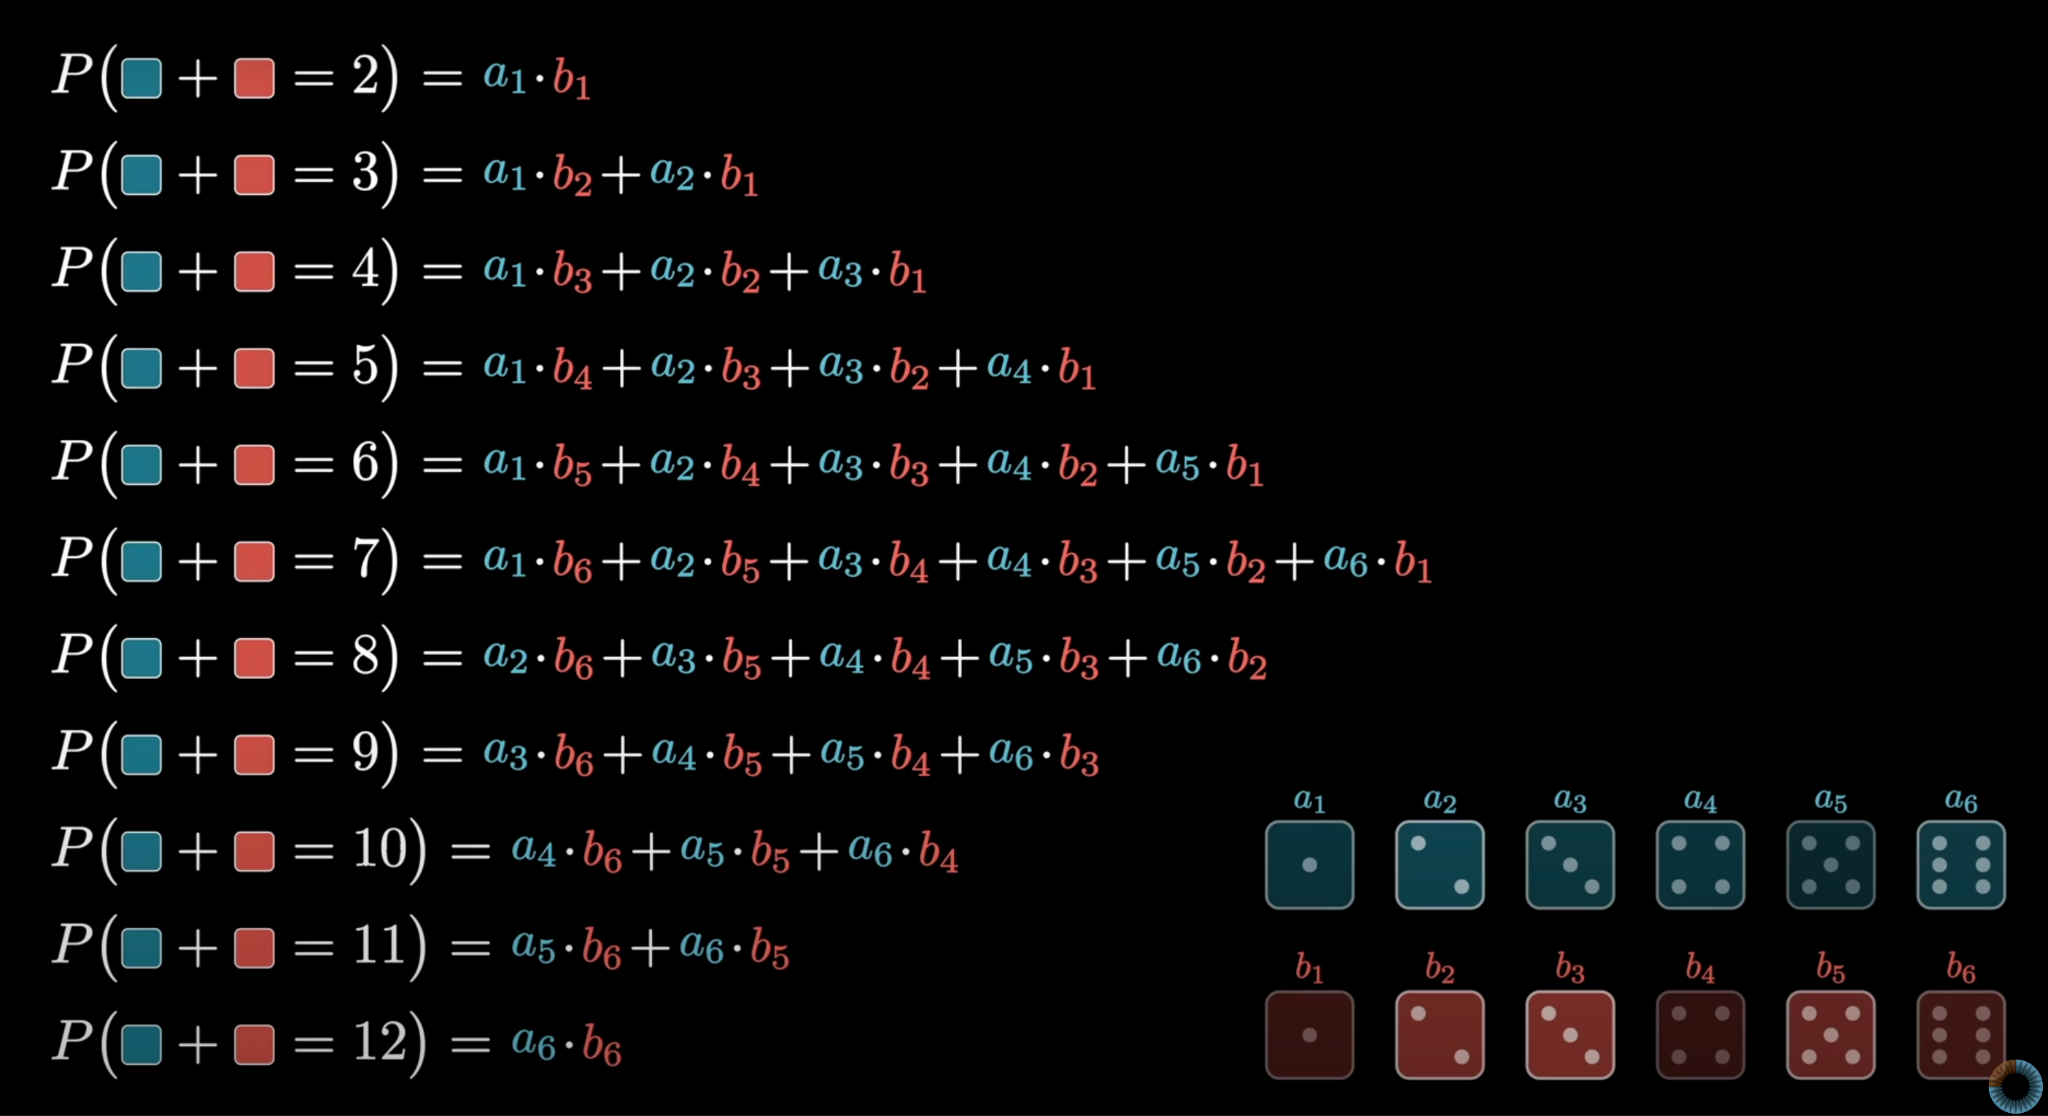 P(■ + ■ = 2) = a₁·b₁
P(■ + ■ = 3) = a₁·b₂+a₂·b₁
P(■ + ■ = 4) = a₁·b₃+a₂·b₂+a₃·b₁
P(■ + ■ = 5) = a₁·b₄+a₂·b₃+a₃·b₂+a₄·b₁
P(■ + ■ = 6) = a₁·b₅+a₂·b₄+a₃·b₃+a₄·b₂+a₅·b₁
P(■ + ■ = 7) = a₁·b₆+a₂·b₅+a₃·b₄+a₄·b₃+a₅·b₂+a₆·b₁
P(■ + ■ = 8) = a₂·b₆+a₃·b₅+a₄·b₄+a₅·b₃+a₆·b₂
P(■ + ■ = 9) = a₃·b₆+a₄·b₅+a₅·b₄+a₆·b₃
P(■ + ■ = 10) = a₄·b₆+a₅·b₅+a₆·b₄
P(■ + ■ = 11) = a₅·b₆+a₆·b₅
P(■ + ■ = 12) = a₆·b₆
a₁ a₂ a₃ a₄ a₅ a₆
b₁ b₂ b₃ b₄ b₅ b₆